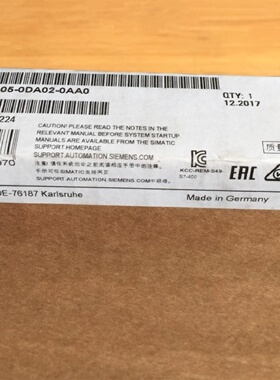 05-0DA02-0AA0
QTY: 1
12.2017
224
CAUTION! PLEASE READ THE NOTES IN THE
RELEVANT MANUAL BEFORE SYSTEM STARTUP
MANUALS ARE AVAILABLE FROM THE SIMATIC
SUPPORT HOMEPAGE
SUPPORT.AUTOMATION.SIEMENS.COM
KCC-REM-S49-
S7-400
EAC
SUPPORT.AUTOMATION.SIEMENS.COM
DE-76187 Karlsruhe
Made in Germany